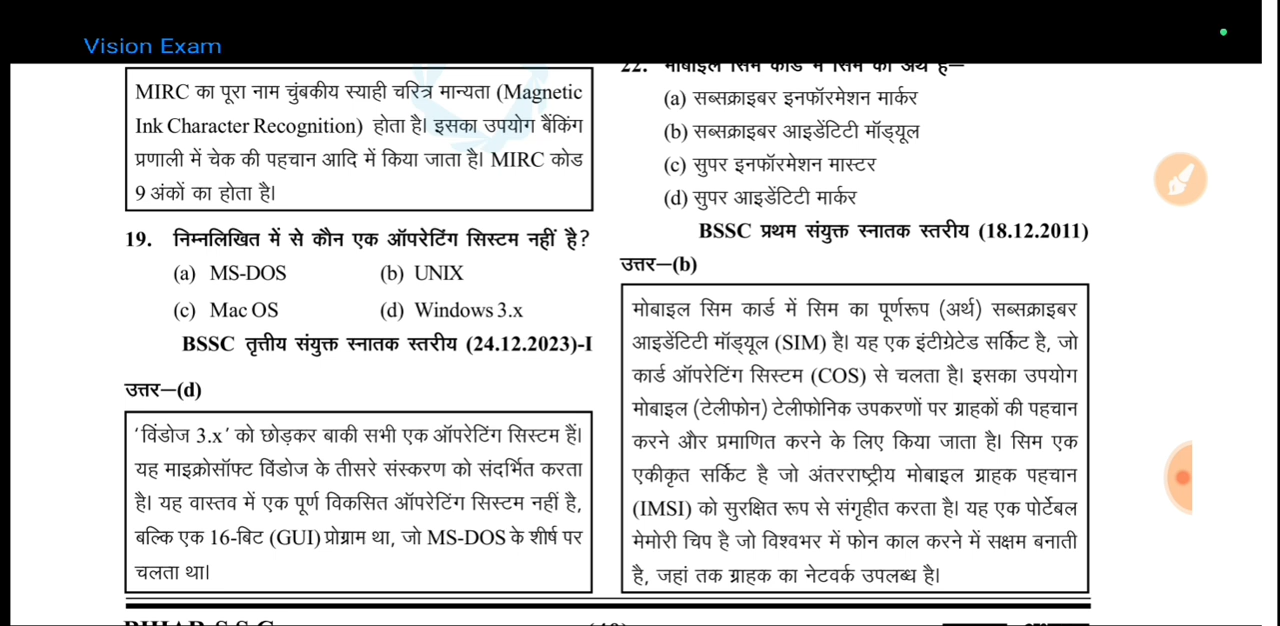 Vision Exam
MIRC का पूरा नाम चुंबकीय स्याही चरित्र मान्यता (Magnetic
Ink Character Recognition) होता है। इसका उपयोग बैंकिंग
प्रणाली में चेक की पहचान आदि में किया जाता है। MIRC कोड
9 अंकों का होता है।
19. निम्नलिखित में से कौन एक ऑपरेटिंग सिस्टम नहीं है?
(a) MS-DOS (b) UNIX
(c) Mac OS (d) Windows 3.x
BSSC तृतीय संयुक्त स्नातक स्तरीय (24.12.2023)-I
उत्तर—(d)
‘विंडोज 3.x’ को छोड़कर बाकी सभी एक ऑपरेटिंग सिस्टम हैं।
यह माइक्रोसॉफ्ट विंडोज के तीसरे संस्करण को संदर्भित करता
है। यह वास्तव में एक पूर्ण विकसित ऑपरेटिंग सिस्टम नहीं है,
बल्कि एक 16-बिट (GUI) प्रोग्राम था, जो MS-DOS के शीर्ष पर
चलता था।
22. मोबाइल सिम कार्ड में सिम का अर्थ है—
(a) सब्सक्राइबर इनफॉरमेशन मार्कर
(b) सब्सक्राइबर आइडेंटिटी मॉड्यूल
(c) सुपर इनफॉरमेशन मास्टर
(d) सुपर आइडेंटिटी मार्कर
BSSC प्रथम संयुक्त स्नातक स्तरीय (18.12.2011)
उत्तर—(b)
मोबाइल सिम कार्ड में सिम का पूर्णरूप (अर्थ) सब्सक्राइबर
आइडेंटिटी मॉड्यूल (SIM) है। यह एक इंटीग्रेटेड सर्किट है, जो
कार्ड ऑपरेटिंग सिस्टम (COS) से चलता है। इसका उपयोग
मोबाइल (टेलीफोन) टेलीफोनिक उपकरणों पर ग्राहकों की पहचान
करने और प्रमाणित करने के लिए किया जाता है। सिम एक
एकीकृत सर्किट है जो अंतरराष्ट्रीय मोबाइल ग्राहक पहचान
(IMSI) को सुरक्षित रूप से संगृहीत करता है। यह एक पोर्टेबल
मेमोरी चिप है जो विश्वभर में फोन काल करने में सक्षम बनाती
है, जहां तक ग्राहक का नेटवर्क उपलब्ध है।